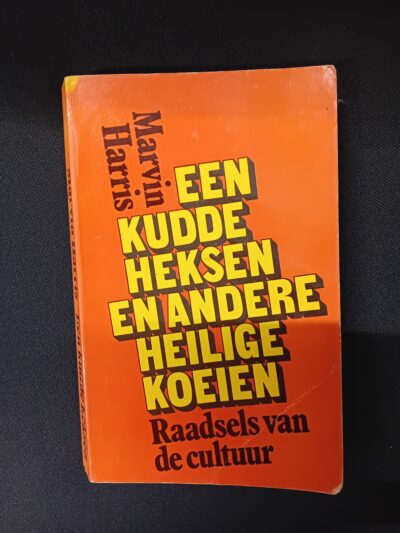 Marvin
Harris
EEN
KUDDE
HEKSEN
EN ANDERE
HEILIGE
KOEIEN
Raadsels van
de cultuur